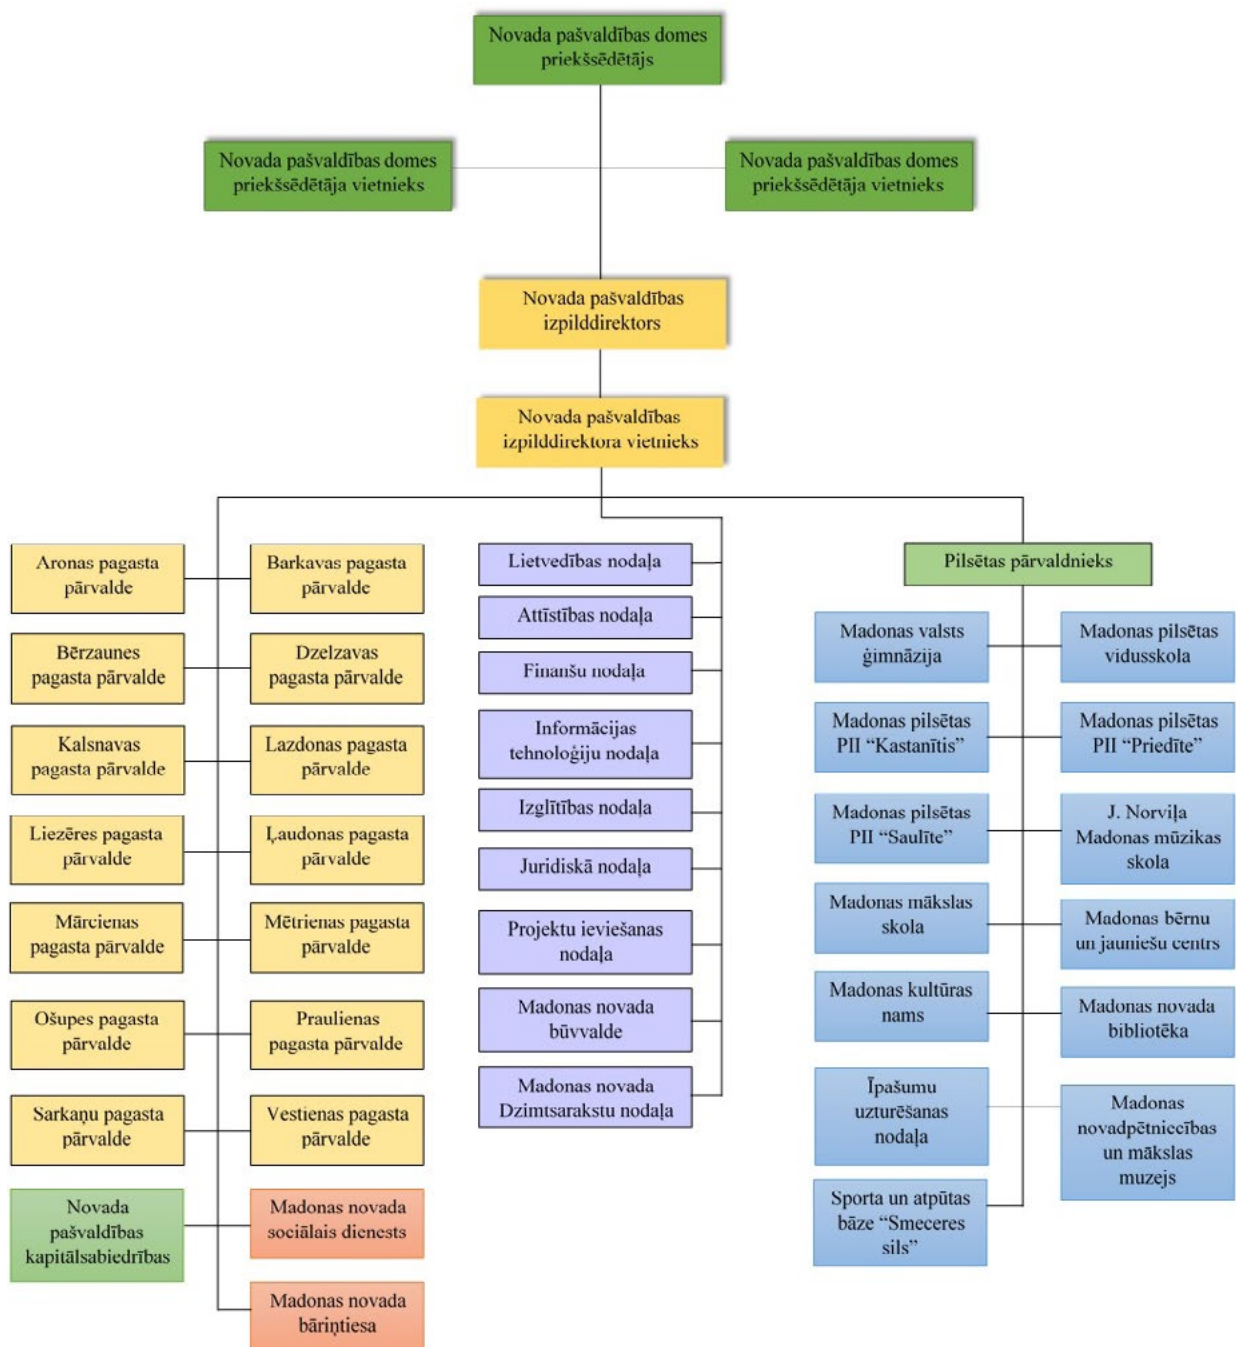 Novada pašvaldības domes
priekšsēdētājs
Novada pašvaldības domes
priekšsēdētāja vietnieks
Novada pašvaldības domes
priekšsēdētāja vietnieks
Novada pašvaldības
izpilddirektors
Novada pašvaldības
izpilddirektora vietnieks
Aronas pagasta
pārvalde
Barkavas pagasta
pārvalde
Bērzaunes
pagasta pārvalde
Dzelzavas
pagasta pārvalde
Kalsnavas
pagasta pārvalde
Lazdonas pagasta
pārvalde
Liezēres pagasta
pārvalde
Ļaudonas pagasta
pārvalde
Mārcienas
pagasta pārvalde
Mētrienas pagasta
pārvalde
Ošupes pagasta
pārvalde
Praulienas
pagasta pārvalde
Sarkaņu pagasta
pārvalde
Vestienas pagasta
pārvalde
Novada
pašvaldības
kapitālsabiedrības
Madonas novada
sociālais dienests
Madonas novada
bāriņtiesa
Lietvedības nodaļa
Attīstības nodaļa
Finanšu nodaļa
Informācijas
tehnoloģiju nodaļa
Izglītības nodaļa
Juridiskā nodaļa
Projektu ieviešanas
nodaļa
Madonas novada
būvvalde
Madonas novada
Dzimtsarakstu nodaļa
Pilsētas pārvaldnieks
Madonas valsts
ģimnāzija
Madonas pilsētas
vidusskola
Madonas pilsētas
PII “Kastanītis”
Madonas pilsētas
PII “Priedīte”
Madonas pilsētas
PII “Saulīte”
J. Norviļa
Madonas mūzikas
skola
Madonas mākslas
skola
Madonas bērnu
un jauniešu centrs
Madonas kultūras
nams
Madonas novada
bibliotēka
Īpašumu
uzturēšanas
nodaļa
Madonas
novadpētniecības
un mākslas
muzejs
Sporta un atpūtas
bāze “Smeceres
sils”